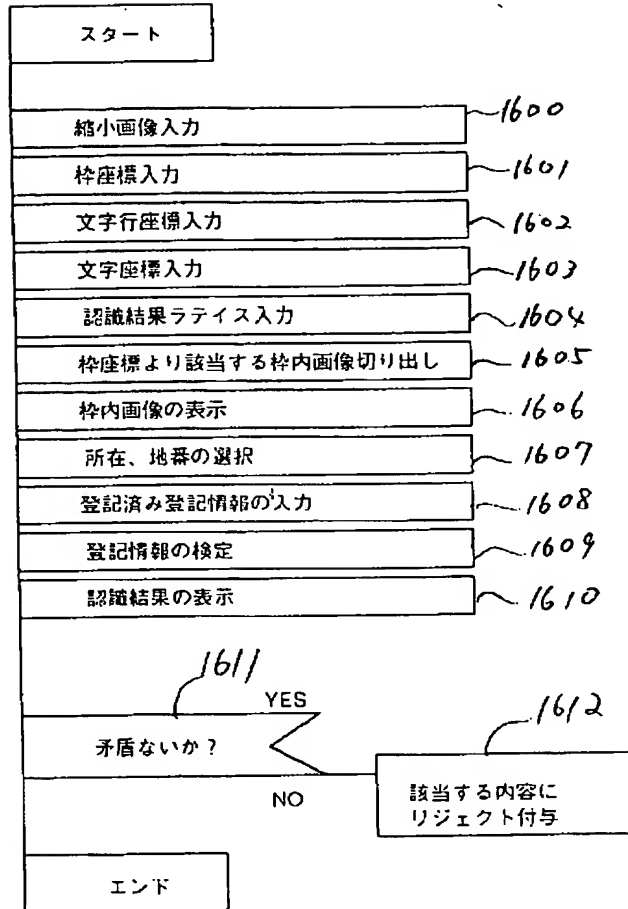 スタート
縮小画像入力 1600
枠座標入力 1601
文字行座標入力 1602
文字座標入力 1603
認識結果ラテイス入力 1604
枠座標より該当する枠内画像切り出し 1605
枠内画像の表示 1606
所在、地番の選択 1607
登記済み登記情報の入力 1608
登記情報の検定 1609
認識結果の表示 1610
1611
YES
矛盾ないか？
1612
NO
該当する内容に
リジェクト付与
エンド